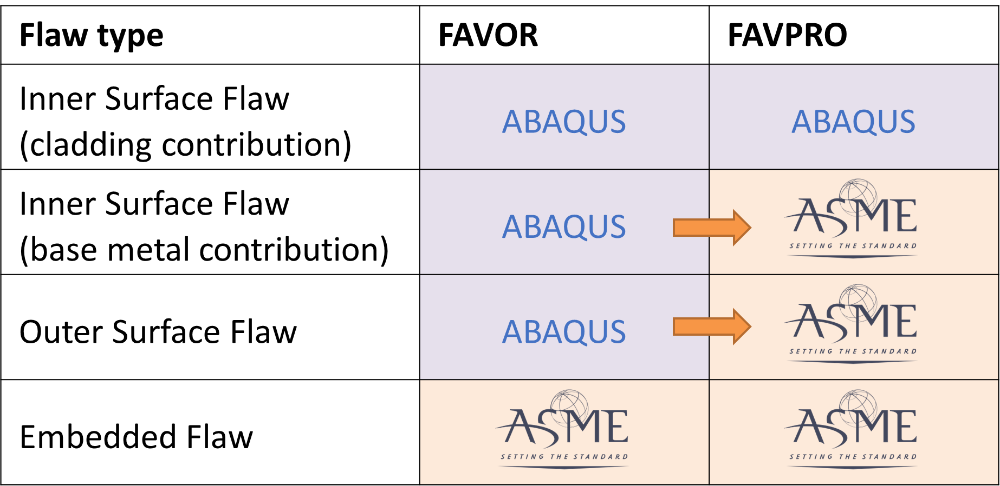 Flaw type FAVOR FAVPRO
Inner Surface Flaw
(cladding contribution)
ABAQUS ABAQUS
Inner Surface Flaw
(base metal contribution)
ABAQUS
ASME
SETTING THE STANDARD
Outer Surface Flaw
ABAQUS
ASME
SETTING THE STANDARD
Embedded Flaw
ASME
SETTING THE STANDARD
ASME
SETTING THE STANDARD